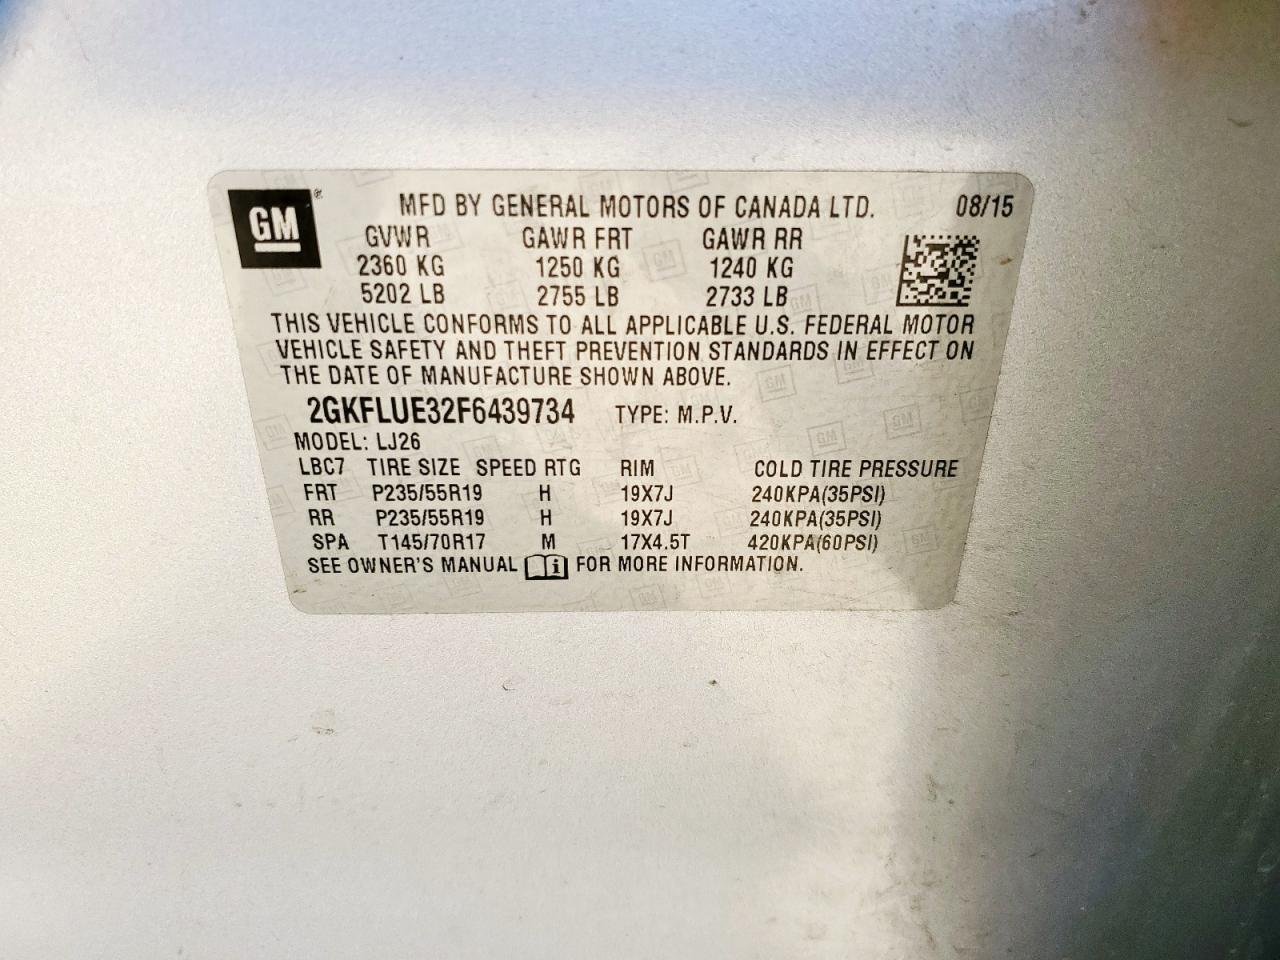 GM®
MFD BY GENERAL MOTORS OF CANADA LTD. 08/15
GVWR GAWR FRT GAWR RR
2360 KG 1250 KG 1240 KG
5202 LB 2755 LB 2733 LB
THIS VEHICLE CONFORMS TO ALL APPLICABLE U.S. FEDERAL MOTOR
VEHICLE SAFETY AND THEFT PREVENTION STANDARDS IN EFFECT ON
THE DATE OF MANUFACTURE SHOWN ABOVE.
2GKFLUE32F6439734 TYPE: M.P.V.
MODEL: LJ26
LBC7 TIRE SIZE SPEED RTG RIM COLD TIRE PRESSURE
FRT P235/55R19 H 19X7J 240KPA(35PSI)
RR P235/55R19 H 19X7J 240KPA(35PSI)
SPA T145/70R17 M 17X4.5T 420KPA(60PSI)
SEE OWNER'S MANUAL i FOR MORE INFORMATION.